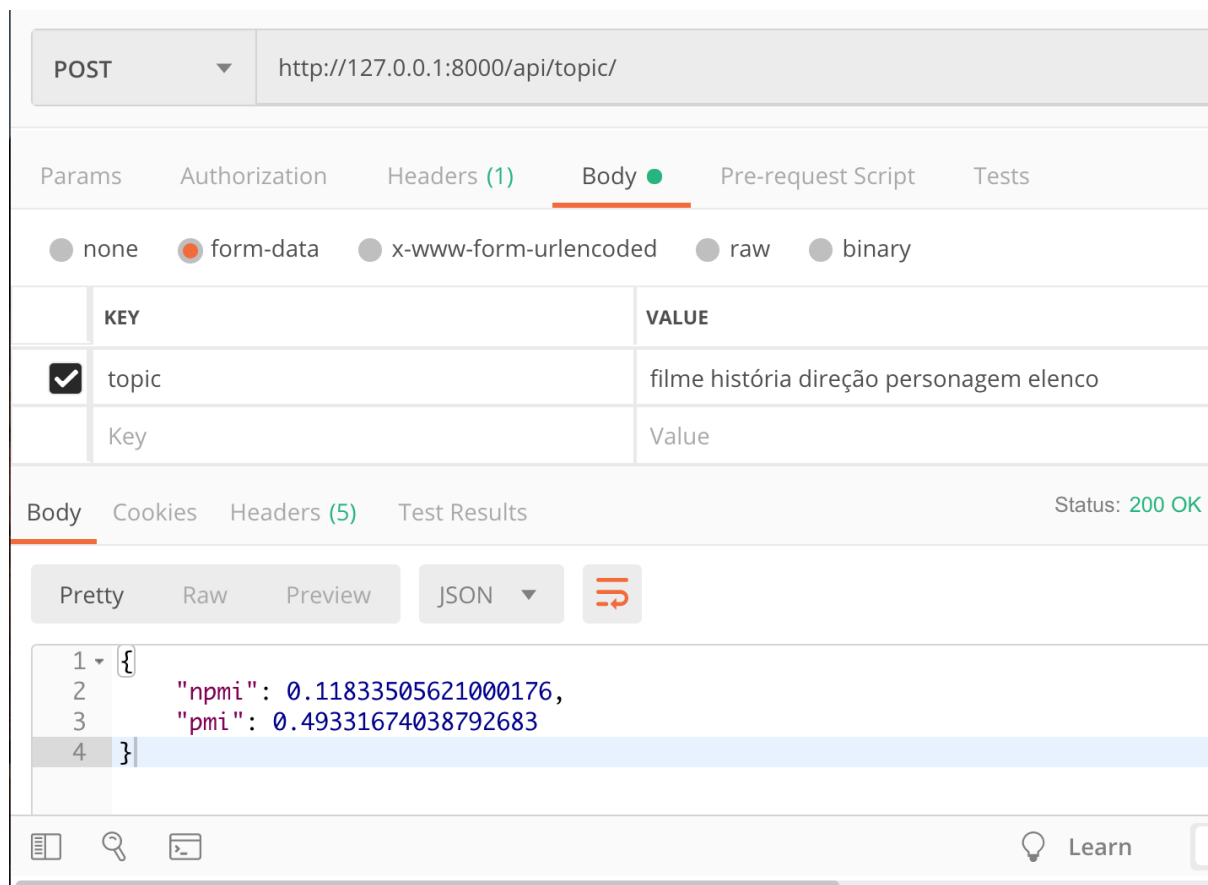 POST http://127.0.0.1:8000/api/topic/
Params Authorization Headers (1) Body Pre-request Script Tests
none form-data x-www-form-urlencoded raw binary
KEY VALUE
topic filme história direção personagem elenco
Key Value
Body Cookies Headers (5) Test Results Status: 200 OK
Pretty Raw Preview JSON
1 {
2 "npmi": 0.11833505621000176,
3 "pmi": 0.49331674038792683
4 }
Learn